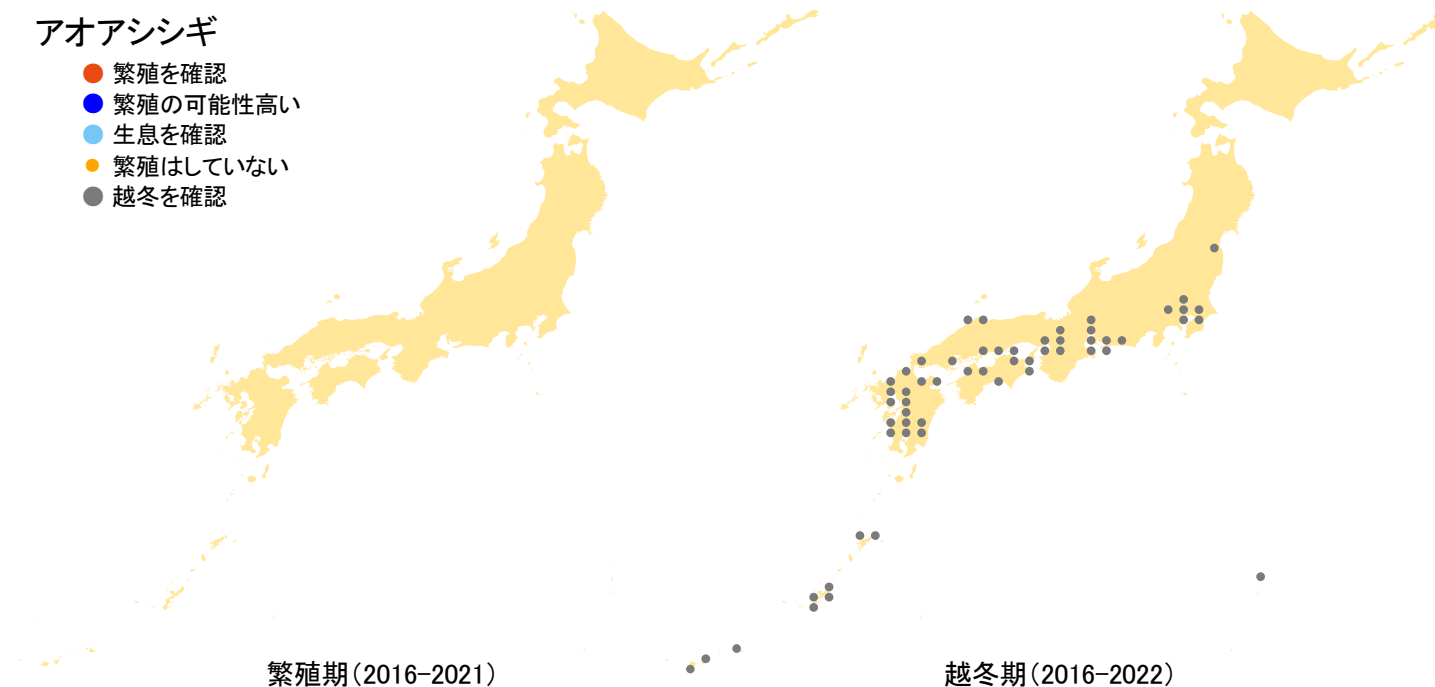 アオアシシギ
繁殖を確認
繁殖の可能性高い
生息を確認
繁殖はしていない
越冬を確認
繁殖期(2016-2021)
越冬期(2016-2022)